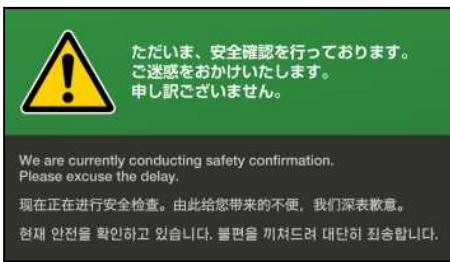 ただいま、安全確認を行っております。
ご迷惑をおかけいたします。
申し訳ございません。
We are currently conducting safety confirmation.
Please excuse the delay.
现在正在进行安全检查。由此给您带来的不便，我们深表歉意。
현재 안전을 확인하고 있습니다. 불편을 끼쳐드려 대단히 죄송합니다.